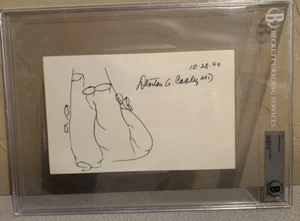 10-28-94
Denton A. Cooley MD
BECKETT GRADING SERVICES